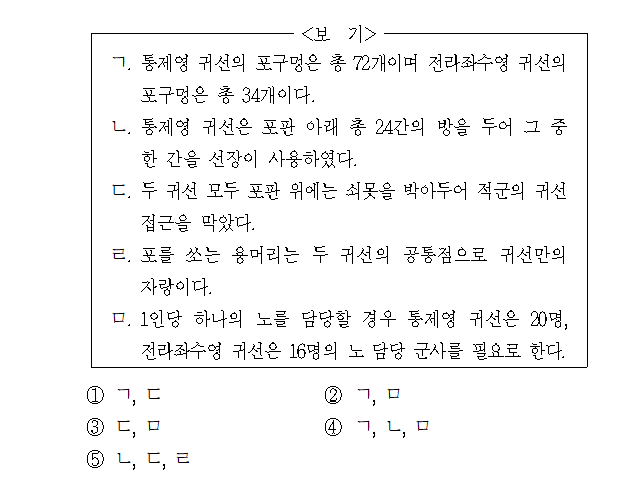 <보 기>
ㄱ. 통제영 귀선의 포구멍은 총 72개이며 전라좌수영 귀선의
포구멍은 총 34개이다.
ㄴ. 통제영 귀선은 포판 아래 총 24간의 방을 두어 그 중
한 간을 선장이 사용하였다.
ㄷ. 두 귀선 모두 포판 위에는 쇠못을 박아두어 적군의 귀선
접근을 막았다.
ㄹ. 포를 쏘는 용머리는 두 귀선의 공통점으로 귀선만의
자랑이다.
ㅁ. 1인당 하나의 노를 담당할 경우 통제영 귀선은 20명,
전라좌수영 귀선은 16명의 노 담당 군사를 필요로 한다.
① ㄱ, ㄷ ② ㄱ, ㅁ
③ ㄷ, ㅁ ④ ㄱ, ㄴ, ㅁ
⑤ ㄴ, ㄷ, ㄹ